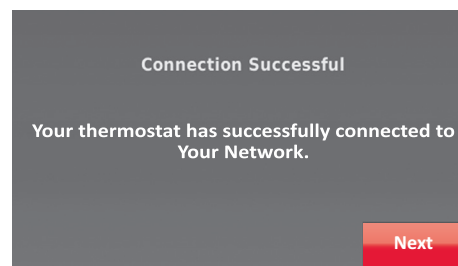 Connection Successful
Your thermostat has successfully connected to
Your Network.
Next